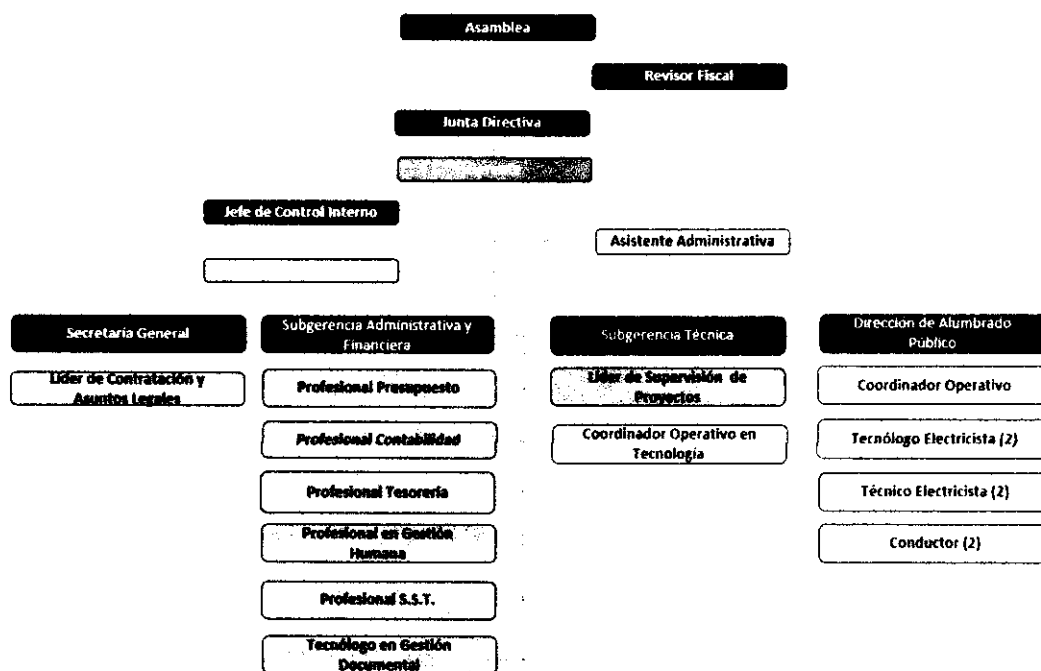 Asamblea
Revisor Fiscal
Junta Directiva
Jefe de Control Interno
Asistente Administrativa
Secretaría General
Subgerencia Administrativa y
Financiera
Subgerencia Técnica
Dirección de Alumbrado
Público
Líder de Contratación y
Asuntos Legales
Profesional Presupuesto
Líder de Supervisión de
Proyectos
Coordinador Operativo
Profesional Contabilidad
Coordinador Operativo en
Tecnología
Tecnólogo Electricista (2)
Profesional Tesorería
Técnico Electricista (2)
Profesional en Gestión
Humana
Conductor (2)
Profesional S.S.T.
Tecnólogo en Gestión
Documental